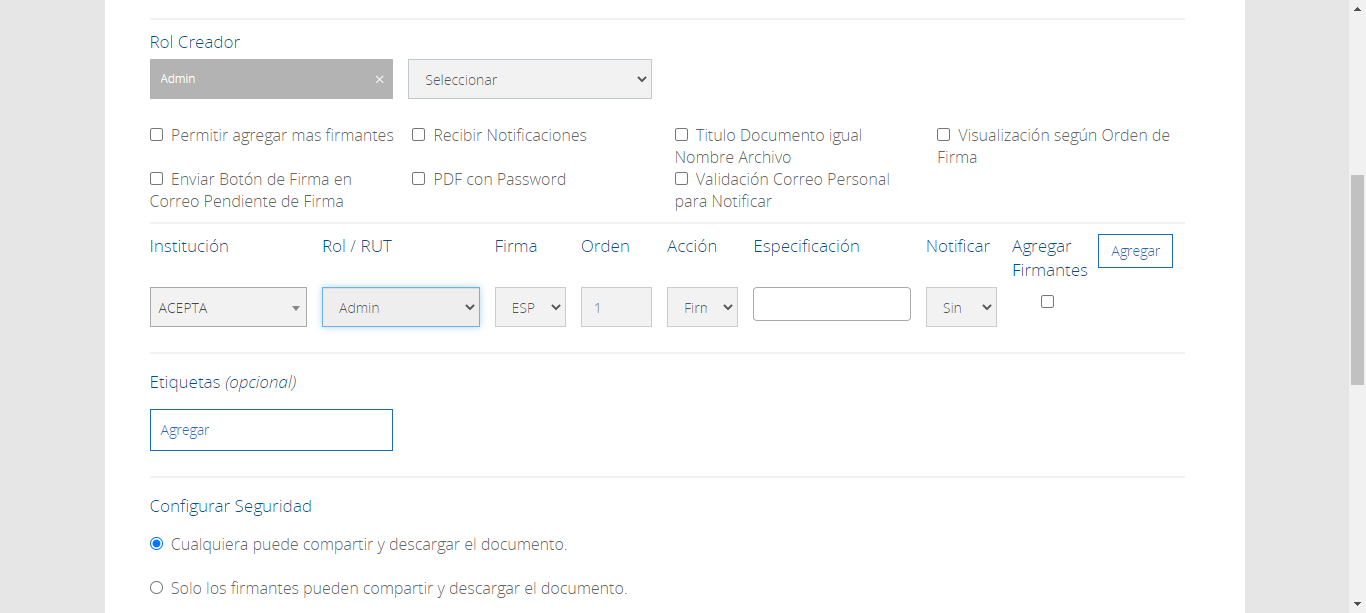 Rol Creador
Admin ×
Seleccionar
Permitir agregar mas firmantes
Recibir Notificaciones
Titulo Documento igual
Nombre Archivo
Visualización según Orden de
Firma
Enviar Botón de Firma en
Correo Pendiente de Firma
PDF con Password
Validación Correo Personal
para Notificar
Institución
Rol / RUT
Firma
Orden
Acción
Especificación
Notificar
Agregar
Firmantes
Agregar
ACEPTA
Admin
ESP
1
Firn
Sin
Etiquetas (opcional)
Agregar
Configurar Seguridad
Cualquiera puede compartir y descargar el documento.
Solo los firmantes pueden compartir y descargar el documento.